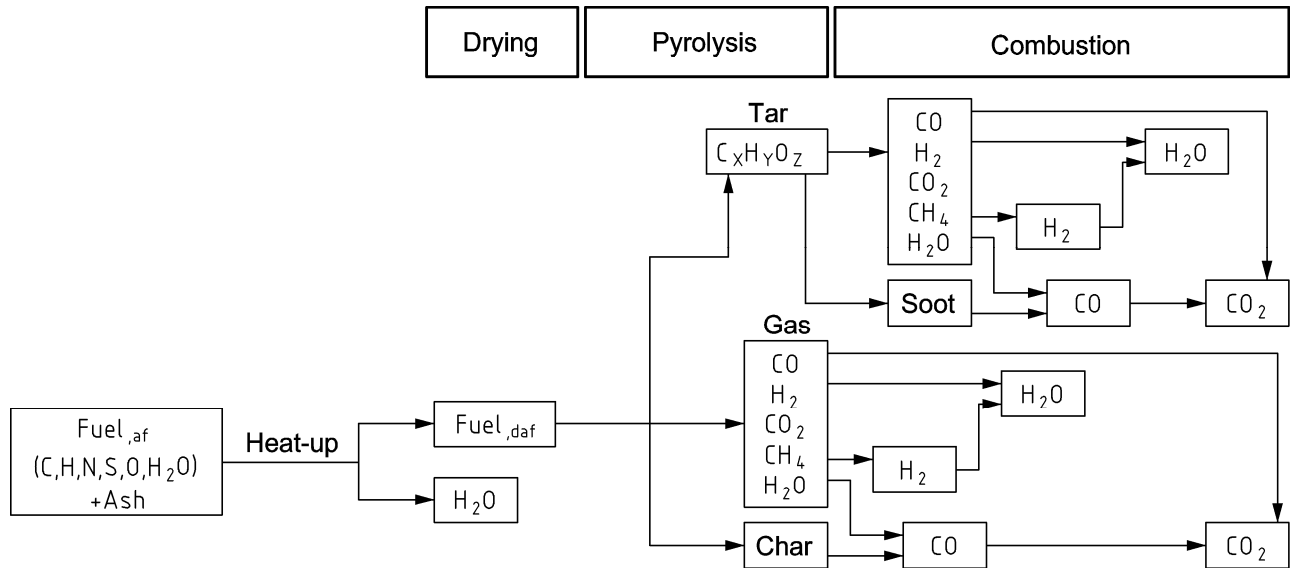 Drying Pyrolysis Combustion
Tar
CXHYOZ
CO
H2
CO2
CH4
H2O
H2O
H2
Soot
CO
CO2
Gas
CO
H2
CO2
CH4
H2O
H2O
H2
Fuel,af
(C,H,N,S,O,H2O)
+Ash
Heat-up
Fuel,daf
H2O
Char
CO
CO2